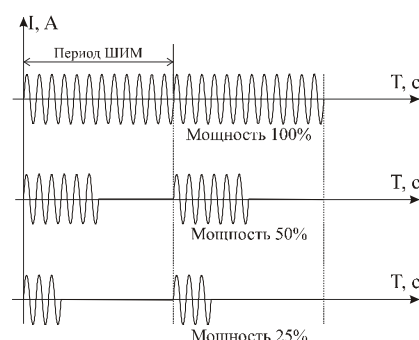 I, A
Период ШИМ
T, c
Мощность 100%
T, c
Мощность 50%
T, c
Мощность 25%